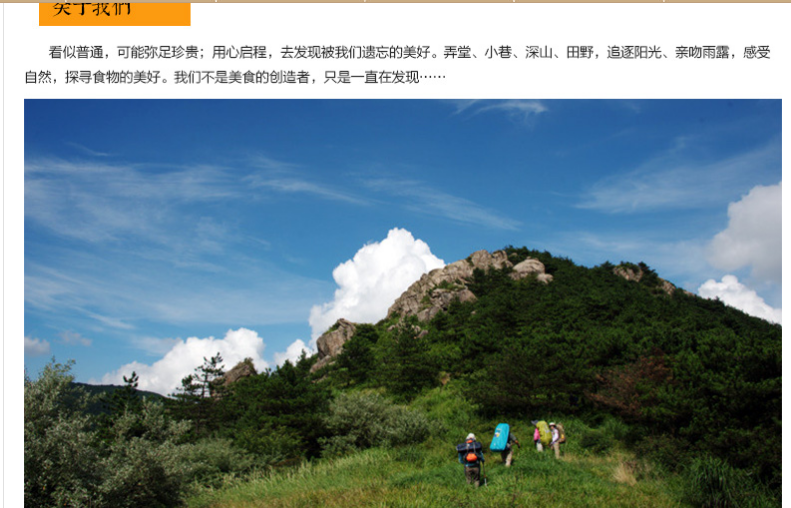 关于我们
看似普通，可能弥足珍贵；用心启程，去发现被我们遗忘的美好。弄堂、小巷、深山、田野，追逐阳光、亲吻雨露，感受
自然，探寻食物的美好。我们不是美食的创造者，只是一直在发现……